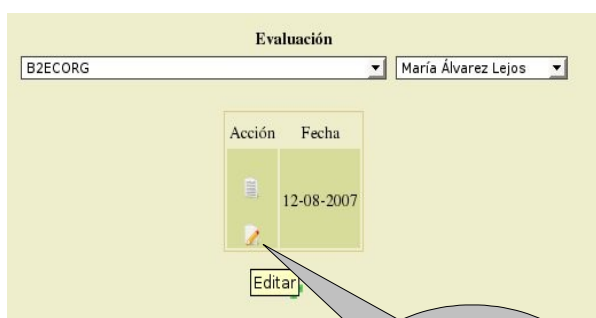 Evaluación
B2ECORG María Álvarez Lejos
Acción Fecha
12-08-2007
Editar